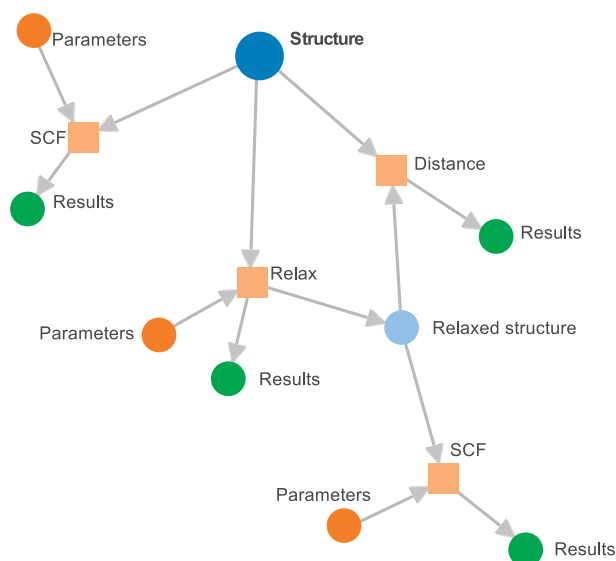 Parameters
Structure
SCF
Distance
Results
Results
Relax
Parameters
Relaxed structure
Results
SCF
Parameters
Results